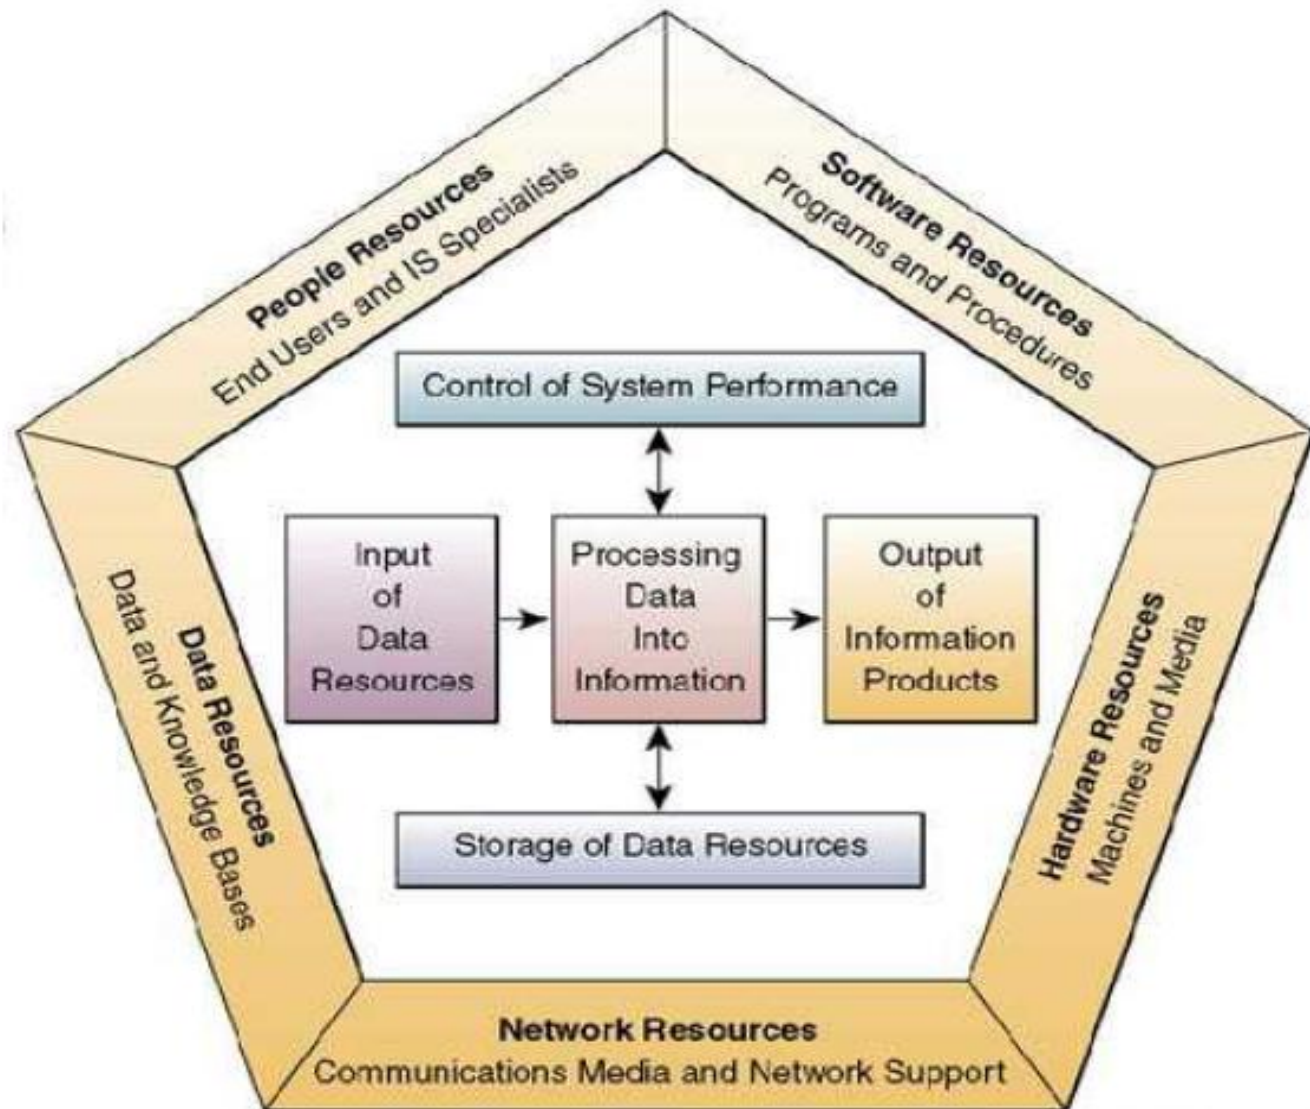 People Resources
End Users and IS Specialists
Software Resources
Programs and Procedures
Control of System Performance
Input
of
Data
Resources
Processing
Data
Into
Information
Output
of
Information
Products
Data Resources
Data and Knowledge Bases
Hardware Resources
Machines and Media
Storage of Data Resources
Network Resources
Communications Media and Network Support